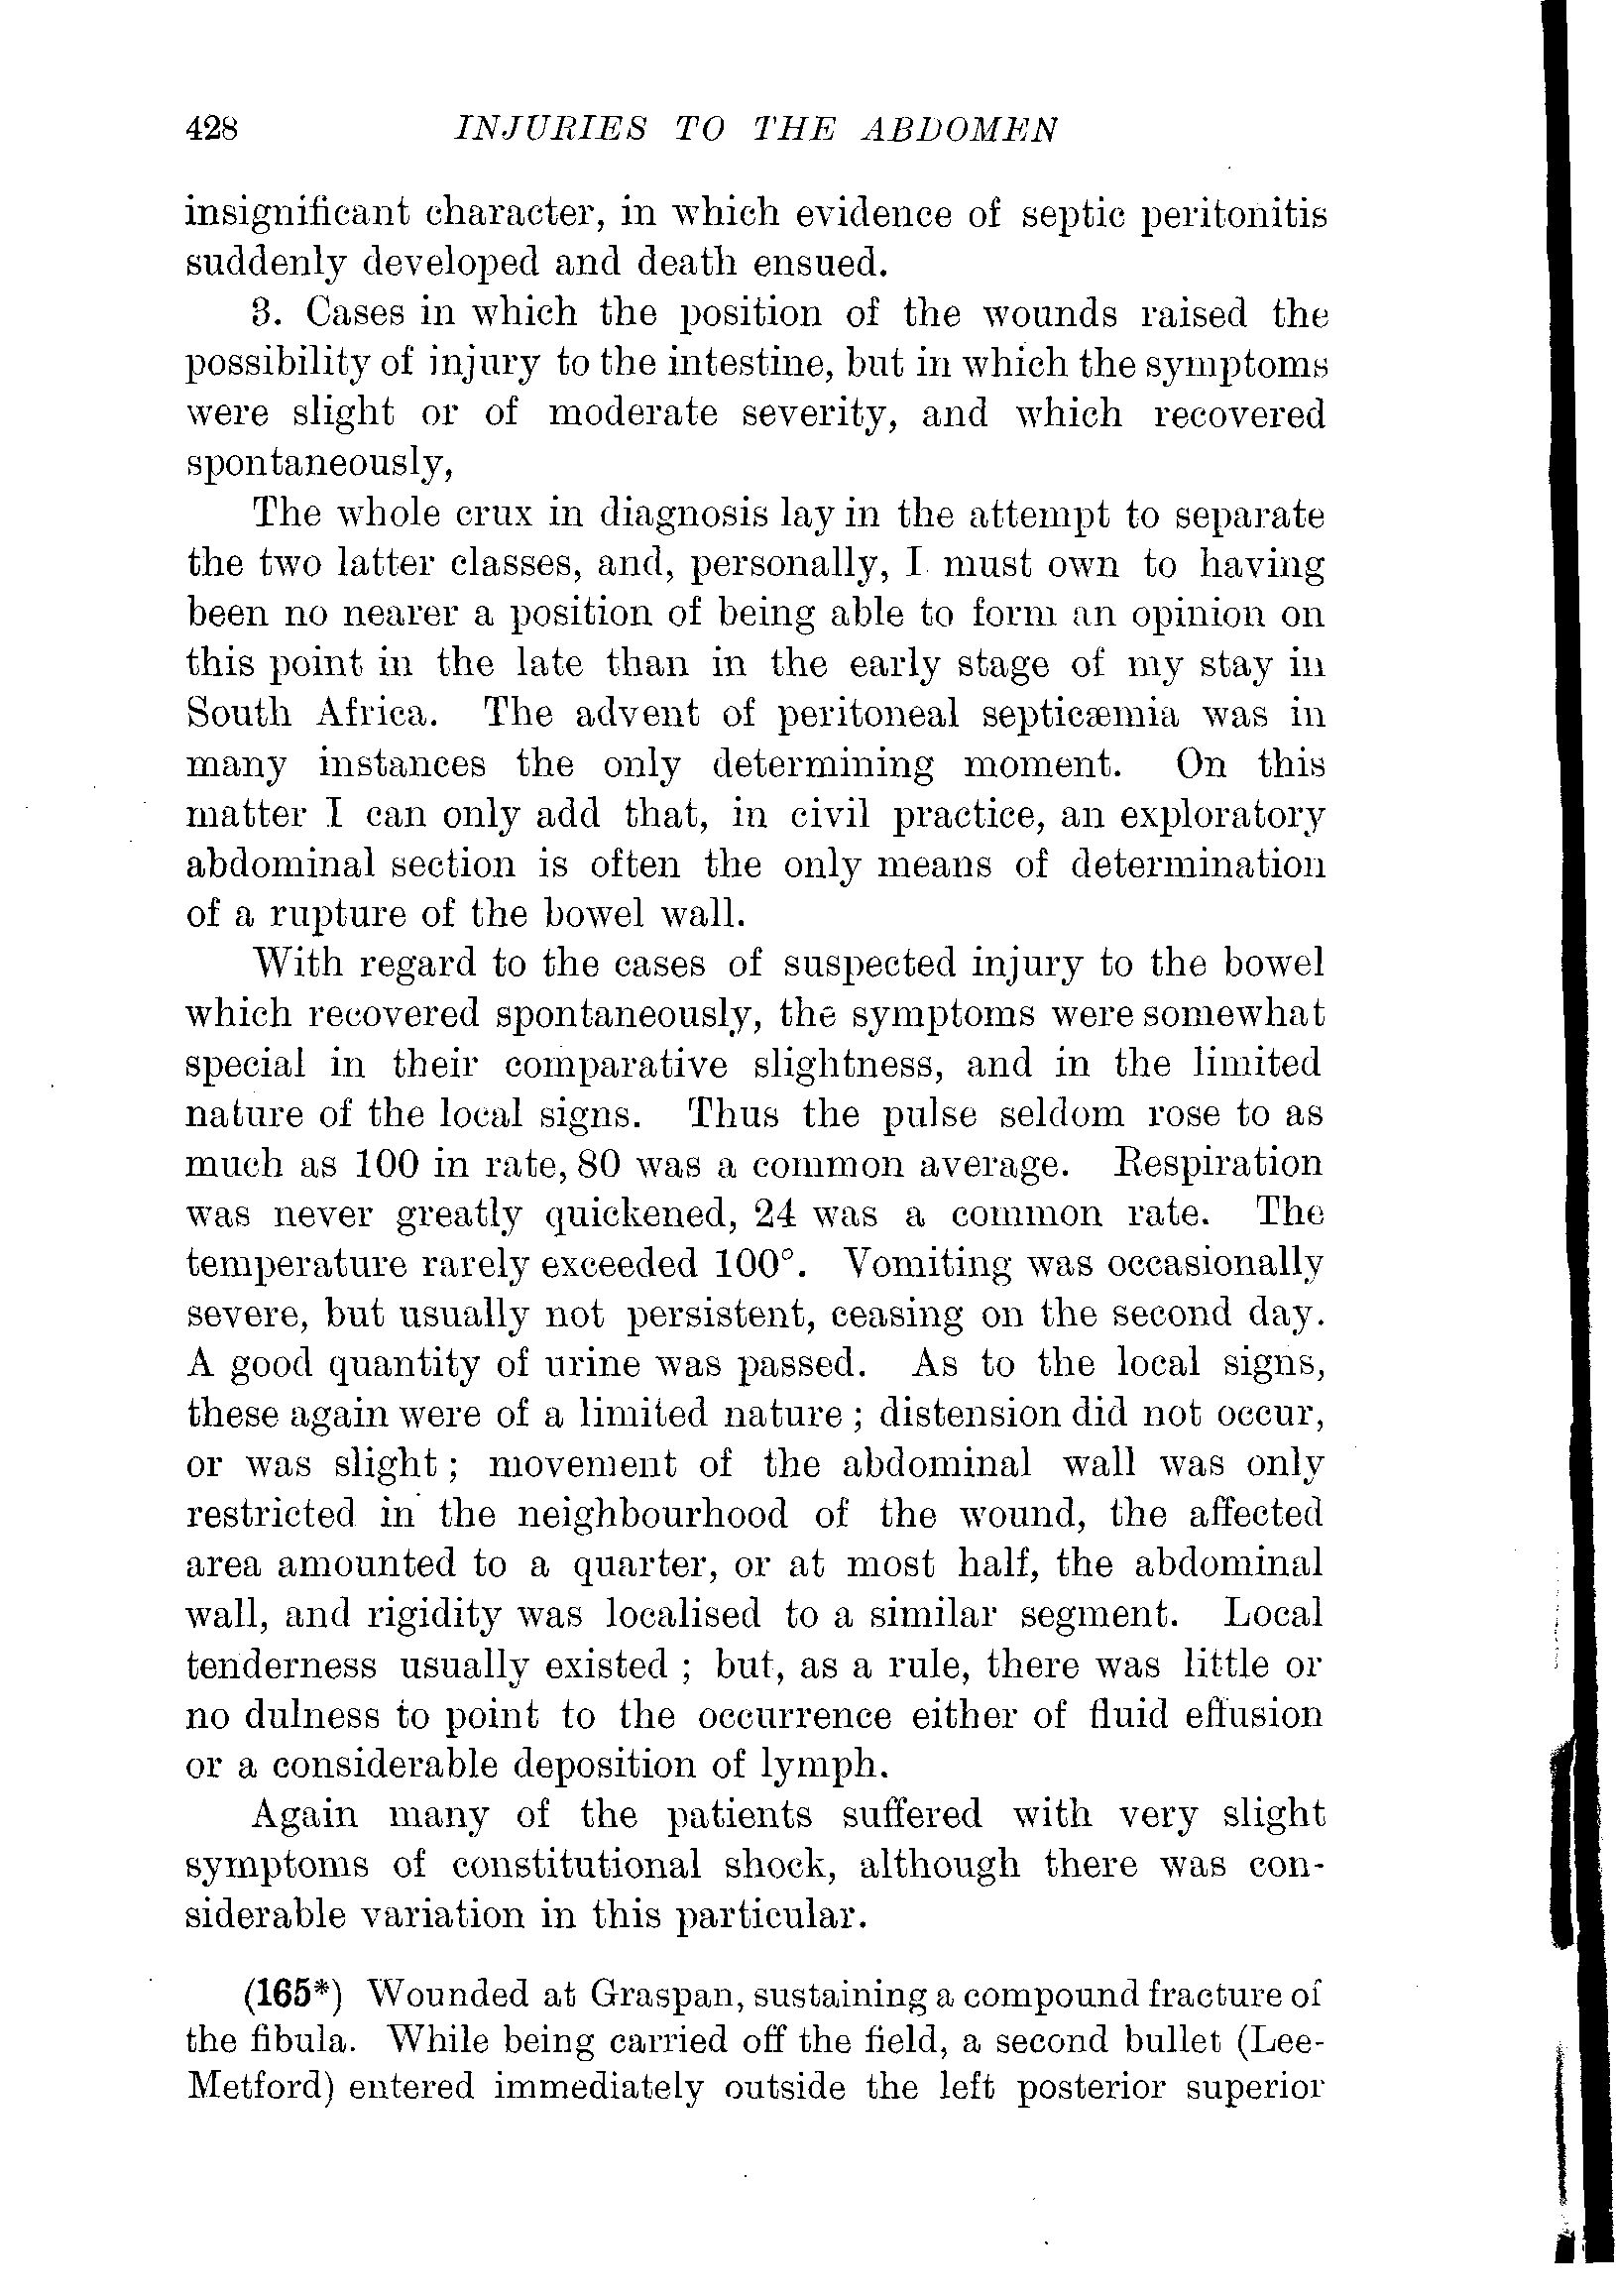 428 INJURIES TO THE ABDOMEN
insignificant character, in which evidence of septic peritonitis
suddenly developed and death ensued.
3. Cases in which the position of the wounds raised the
possibility of injury to the intestine, but in which the symptoms
were slight or of moderate severity, and which recovered
spontaneously,
The whole crux in diagnosis lay in the attempt to separate
the two latter classes, and, personally, I must own to having
been no nearer a position of being able to form an opinion on
this point in the late than in the early stage of my stay in
South Africa. The advent of peritoneal septicæmia was in
many instances the only determining moment. On this
matter I can only add that, in civil practice, an exploratory
abdominal section is often the only means of determination
of a rupture of the bowel wall.
With regard to the cases of suspected injury to the bowel
which recovered spontaneously, the symptoms were somewhat
special in their comparative slightness, and in the limited
nature of the local signs. Thus the pulse seldom rose to as
much as 100 in rate, 80 was a common average. Respiration
was never greatly quickened, 24 was a common rate. The
temperature rarely exceeded 100°. Vomiting was occasionally
severe, but usually not persistent, ceasing on the second day.
A good quantity of urine was passed. As to the local signs,
these again were of a limited nature ; distension did not occur,
or was slight ; movement of the abdominal wall was only
restricted in the neighbourhood of the wound, the affected
area amounted to a quarter, or at most half, the abdominal
wall, and rigidity was localised to a similar segment. Local
tenderness usually existed ; but, as a rule, there was little or
no dulness to point to the occurrence either of fluid effusion
or a considerable deposition of lymph.
Again many of the patients suffered with very slight
symptoms of constitutional shock, although there was con-
siderable variation in this particular.
(165*) Wounded at Graspan, sustaining a compound fracture of
the fibula. While being carried off the field, a second bullet (Lee-
Metford) entered immediately outside the left posterior superior